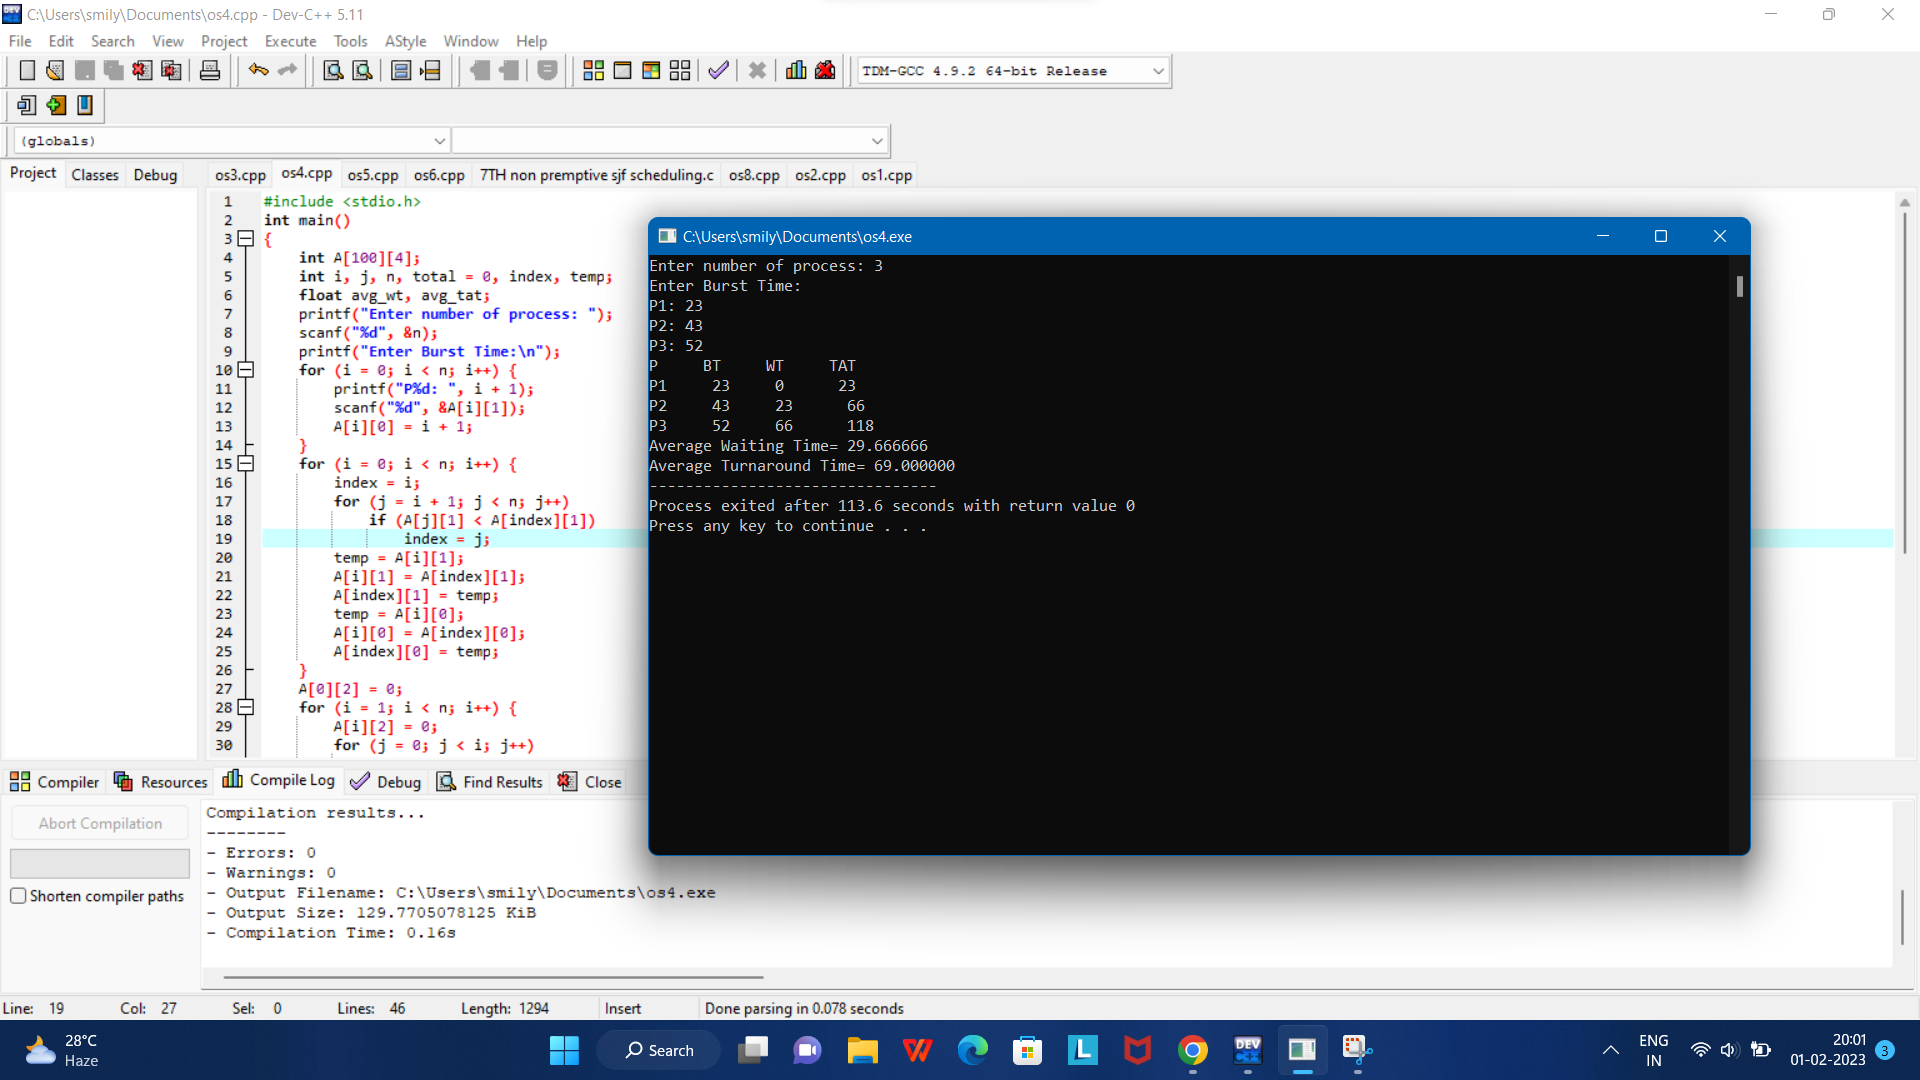 C:\Users\smily\Documents\os4.cpp - Dev-C++ 5.11
File Edit Search View Project Execute Tools AStyle Window Help
TDM-GCC 4.9.2 64-bit Release
(globals)
Project Classes Debug
os3.cpp os4.cpp os5.cpp os6.cpp 7TH non premptive sjf scheduling.c os8.cpp os2.cpp os1.cpp
1 #include <stdio.h>
2 int main()
3 {
4 int A[100][4];
5 int i, j, n, total = 0, index, temp;
6 float avg_wt, avg_tat;
7 printf("Enter number of process: ");
8 scanf("%d", &n);
9 printf("Enter Burst Time:\n");
10 for (i = 0; i < n; i++) {
11 printf("P%d: ", i + 1);
12 scanf("%d", &A[i][1]);
13 A[i][0] = i + 1;
14 }
15 for (i = 0; i < n; i++) {
16 index = i;
17 for (j = i + 1; j < n; j++)
18 if (A[j][1] < A[index][1])
19 index = j;
20 temp = A[i][1];
21 A[i][1] = A[index][1];
22 A[index][1] = temp;
23 temp = A[i][0];
24 A[i][0] = A[index][0];
25 A[index][0] = temp;
26 }
27 A[0][2] = 0;
28 for (i = 1; i < n; i++) {
29 A[i][2] = 0;
30 for (j = 0; j < i; j++)
C:\Users\smily\Documents\os4.exe
Enter number of process: 3
Enter Burst Time:
P1: 23
P2: 43
P3: 52
P BT WT TAT
P1 23 0 23
P2 43 23 66
P3 52 66 118
Average Waiting Time= 29.666666
Average Turnaround Time= 69.000000
--------------------------------
Process exited after 113.6 seconds with return value 0
Press any key to continue . . .
Compiler Resources Compile Log Debug Find Results Close
Abort Compilation
Shorten compiler paths
Compilation results...
--------
- Errors: 0
- Warnings: 0
- Output Filename: C:\Users\smily\Documents\os4.exe
- Output Size: 129.7705078125 KiB
- Compilation Time: 0.16s
Line: 19 Col: 27 Sel: 0 Lines: 46 Length: 1294 Insert Done parsing in 0.078 seconds
28°C
Haze
Search
DEV
C++
ENG
IN
20:01
01-02-2023
3